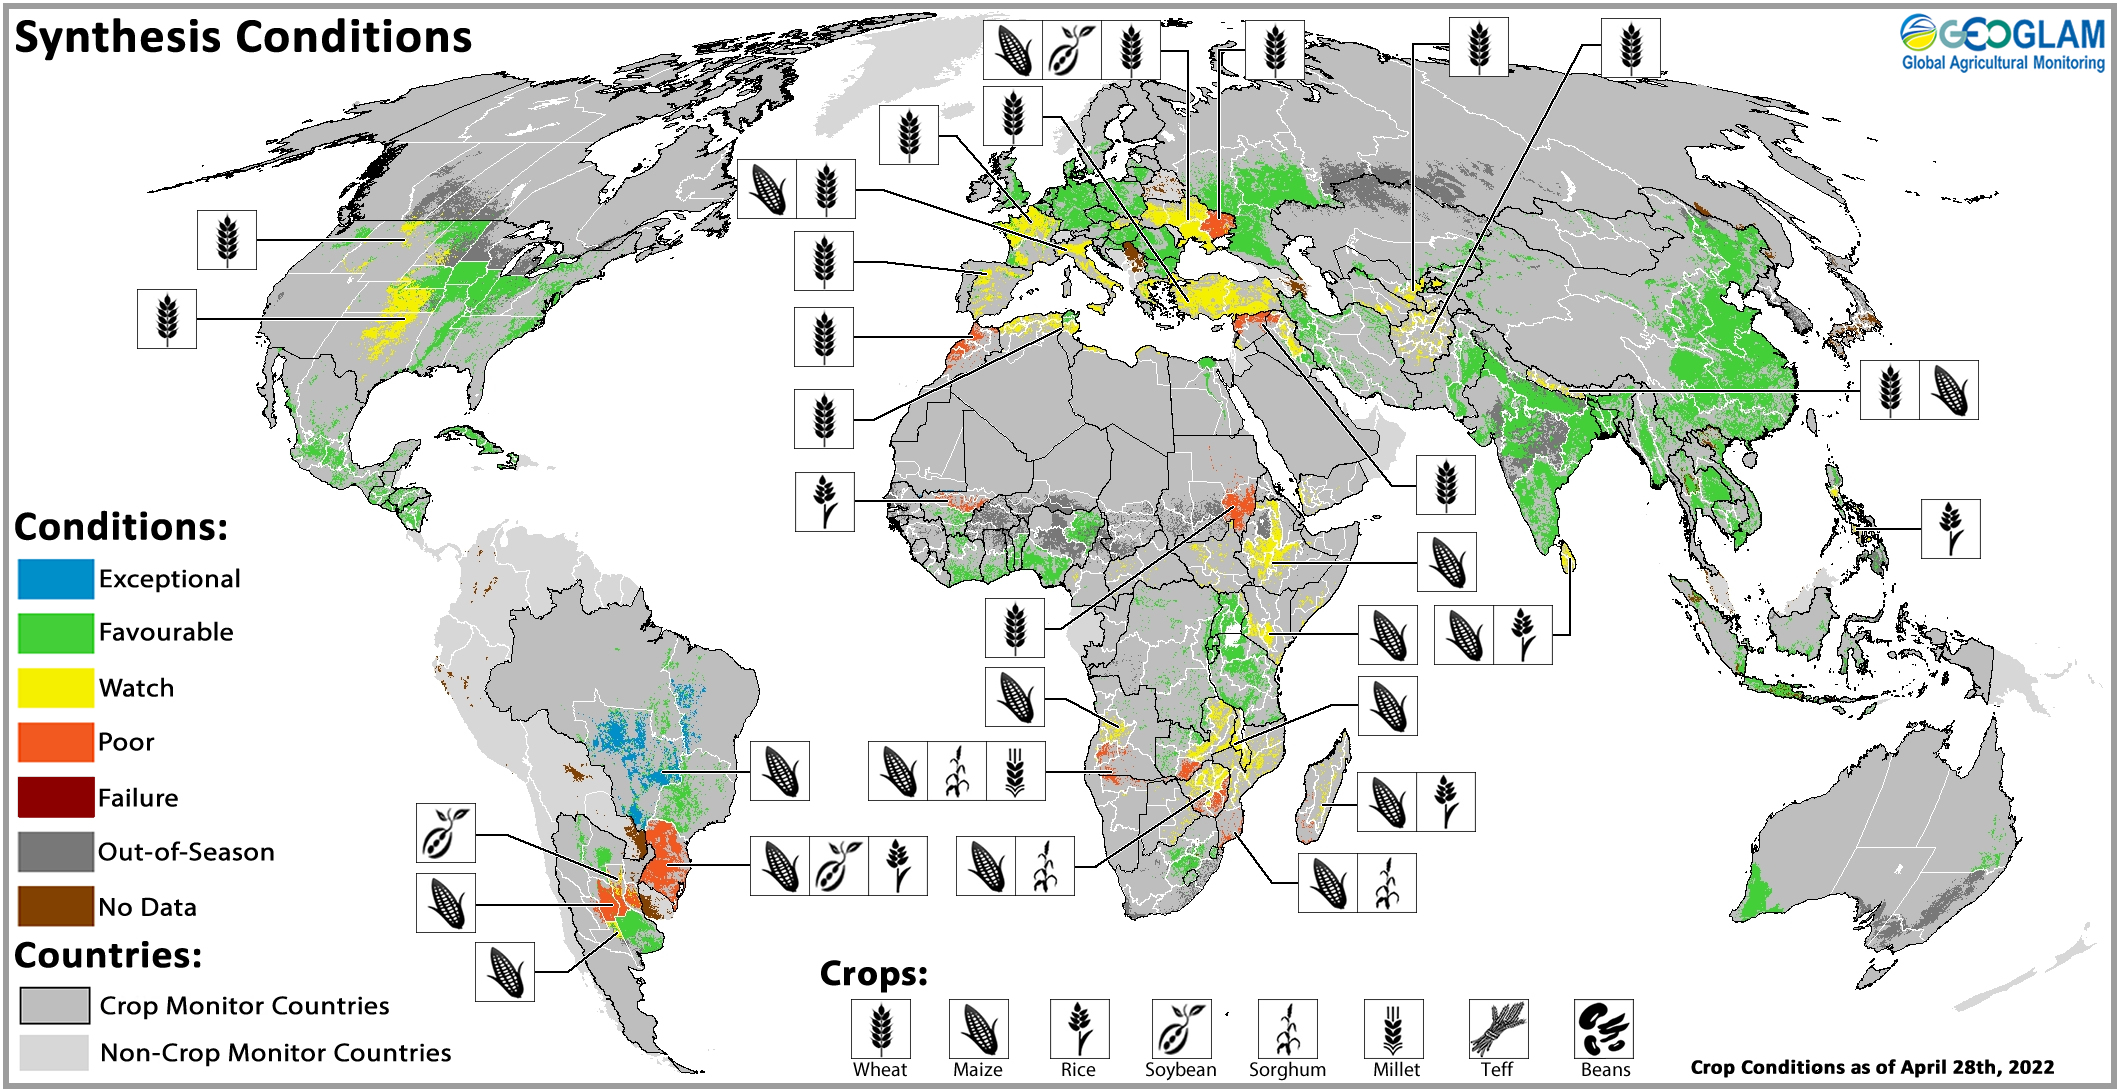 Synthesis Conditions
GEOGLAM
Global Agricultural Monitoring
Conditions:
Exceptional
Favourable
Watch
Poor
Failure
Out-of-Season
No Data
Countries:
Crop Monitor Countries
Non-Crop Monitor Countries
Crops:
Wheat
Maize
Rice
Soybean
Sorghum
Millet
Teff
Beans
Crop Conditions as of April 28th, 2022